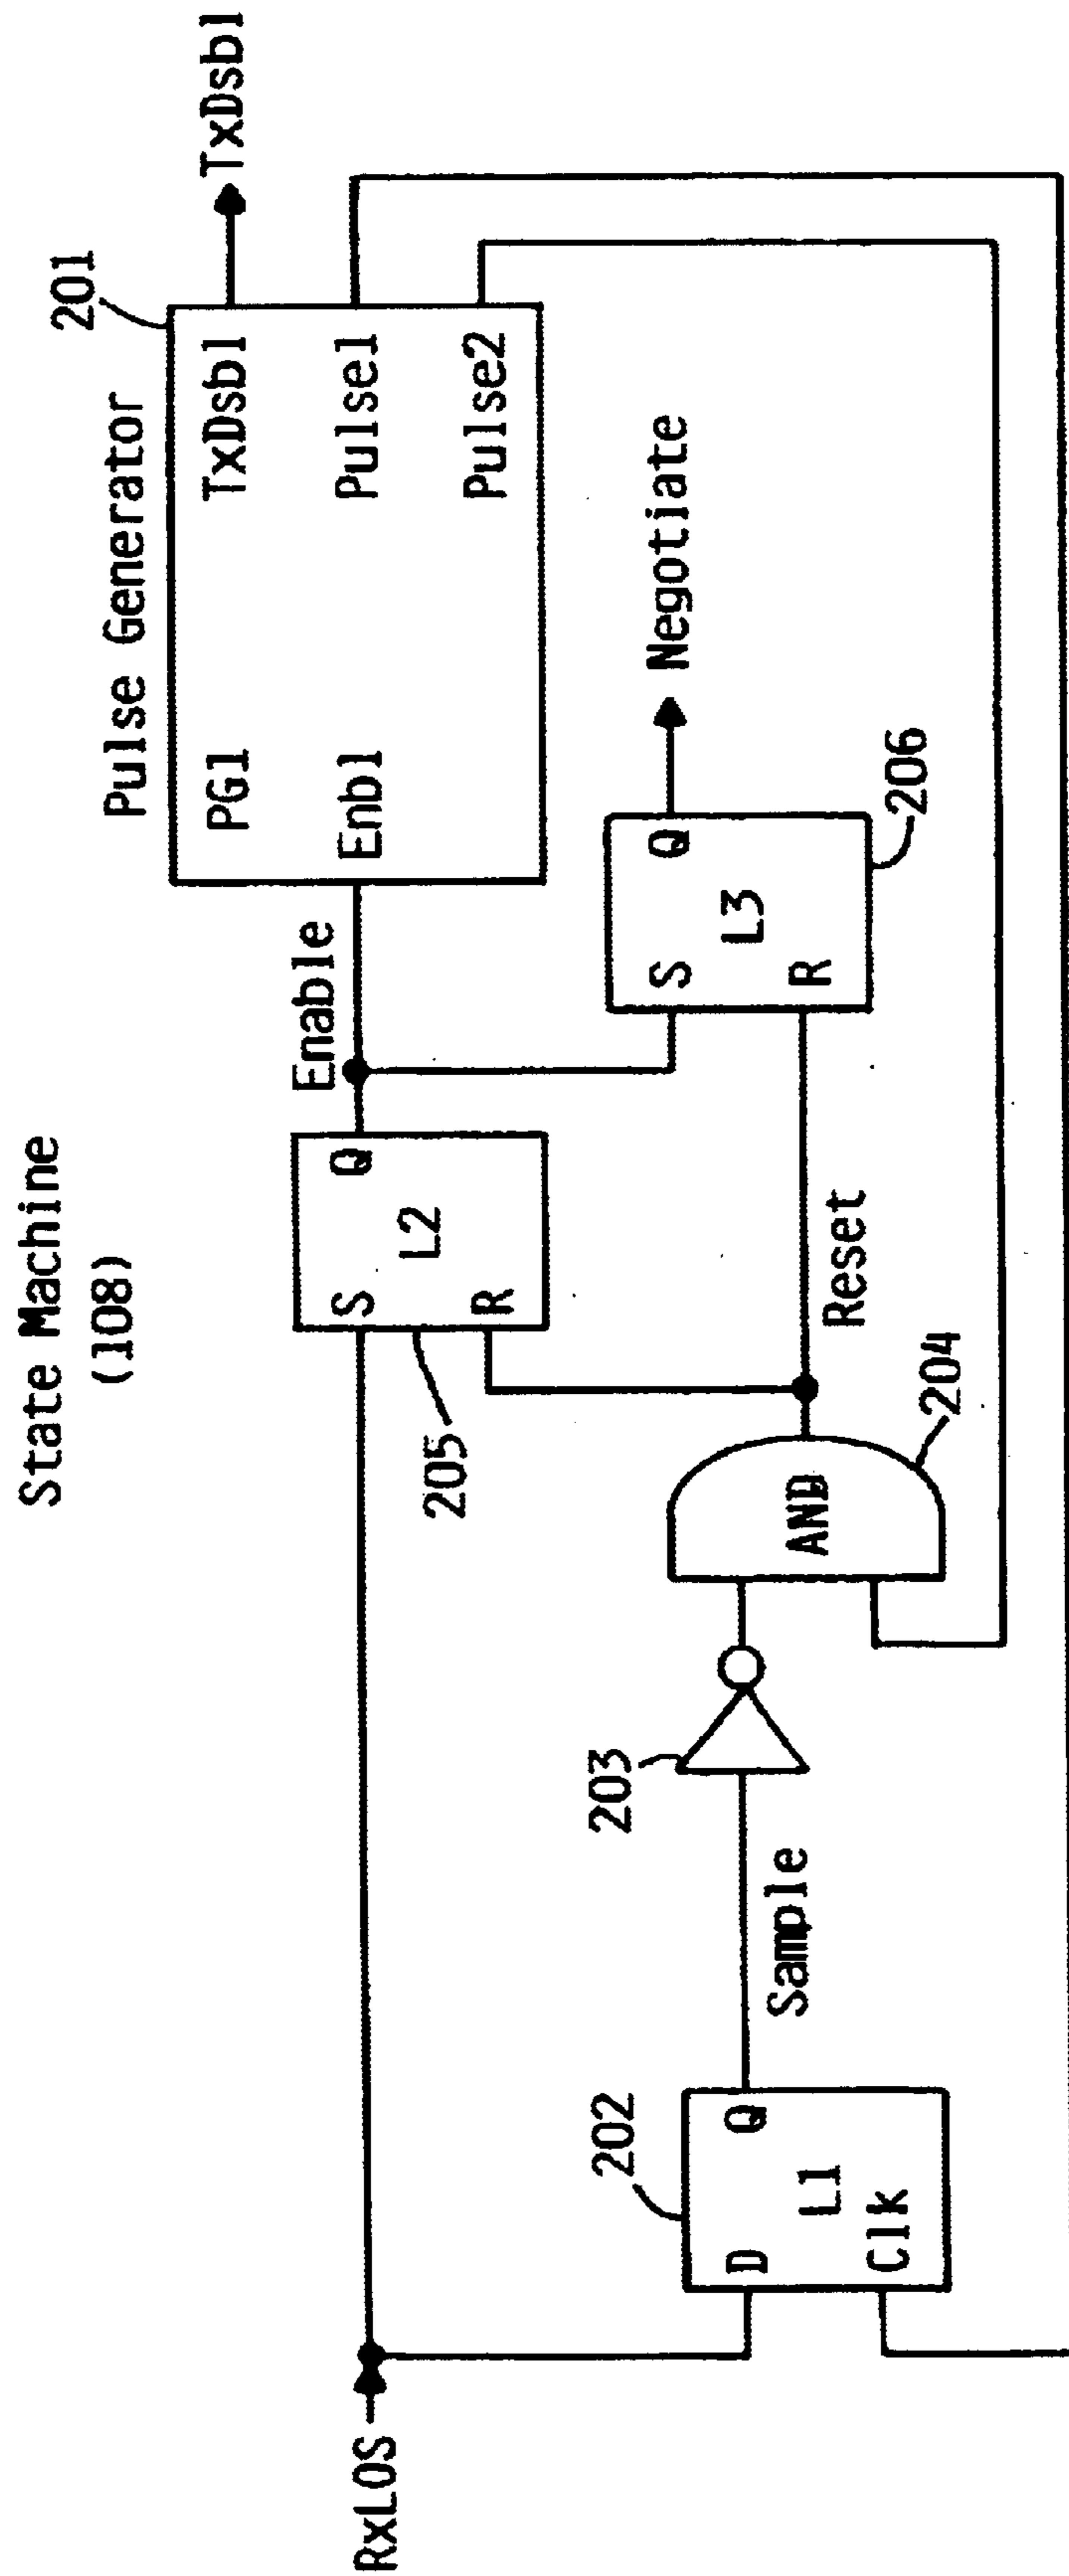 State Machine
(108)
Pulse Generator
201
PG1
TxDsbl
TxDsbl
Enable
Enbl
Pulse1
Pulse2
RxLOS
S
Q
L2
R
205
Negotiate
S
Q
L3
R
206
202
D
Q
L1
Clk
Sample
203
AND
204
Reset